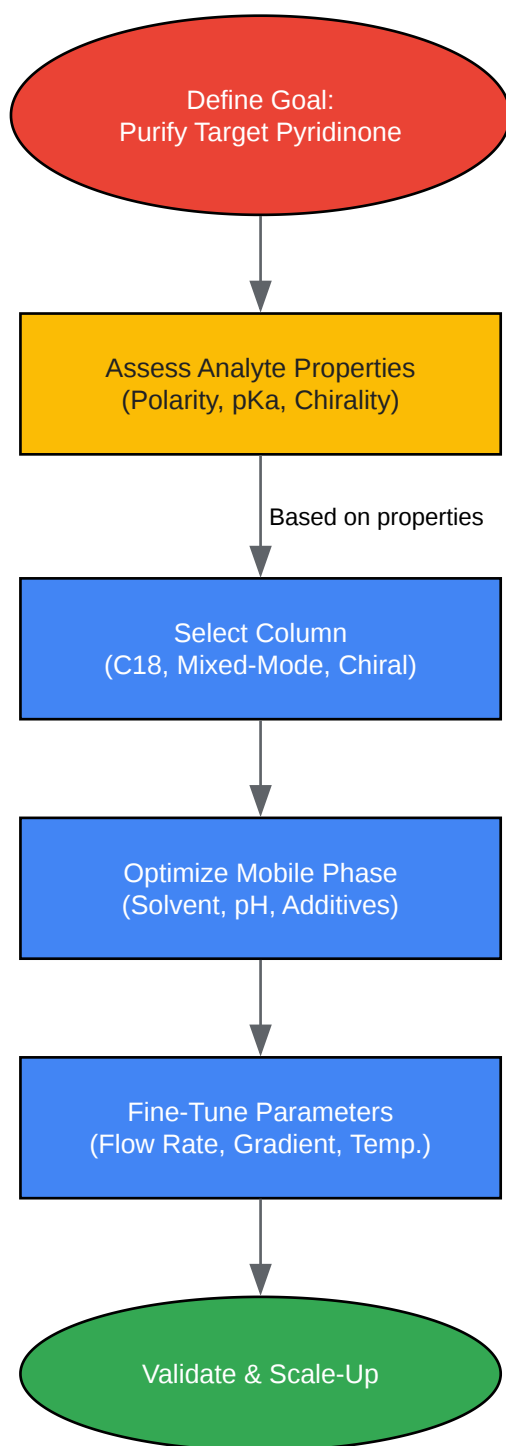 Define Goal:
Purify Target Pyridinone
Assess Analyte Properties
(Polarity, pKa, Chirality)
Based on properties
Select Column
(C18, Mixed-Mode, Chiral)
Optimize Mobile Phase
(Solvent, pH, Additives)
Fine-Tune Parameters
(Flow Rate, Gradient, Temp.)
Validate & Scale-Up